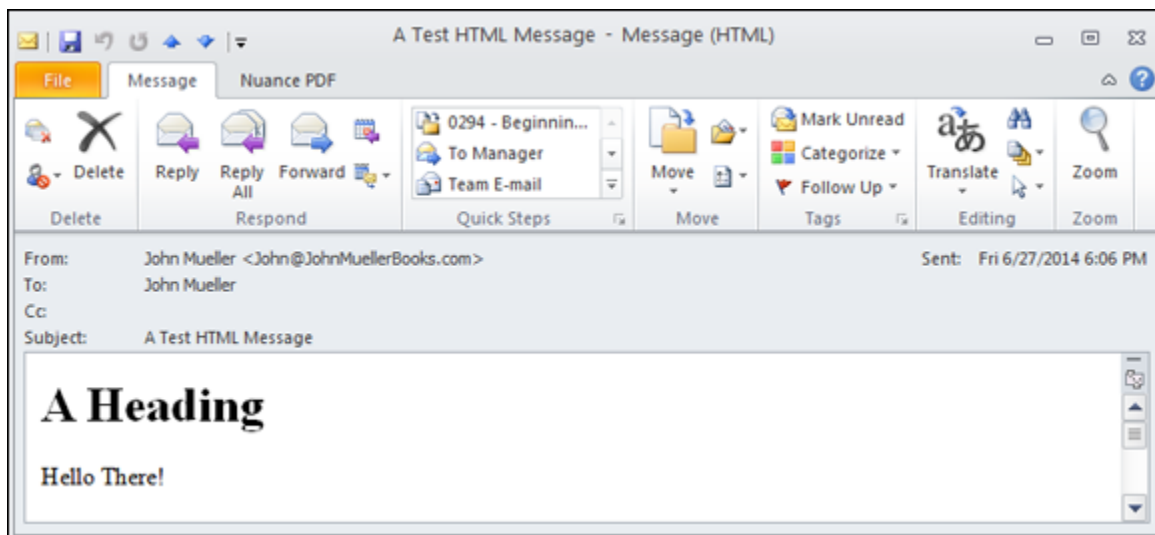 A Test HTML Message - Message (HTML)
File Message Nuance PDF
0294 - Beginnin...
To Manager
Team E-mail
Delete
Reply
Reply All
Forward
Move
Mark Unread
Categorize
Follow Up
Translate
Zoom
Delete Respond Quick Steps Move Tags Editing Zoom
From: John Mueller <John@JohnMuellerBooks.com> Sent: Fri 6/27/2014 6:06 PM
To: John Mueller
Cc:
Subject: A Test HTML Message
A Heading
Hello There!